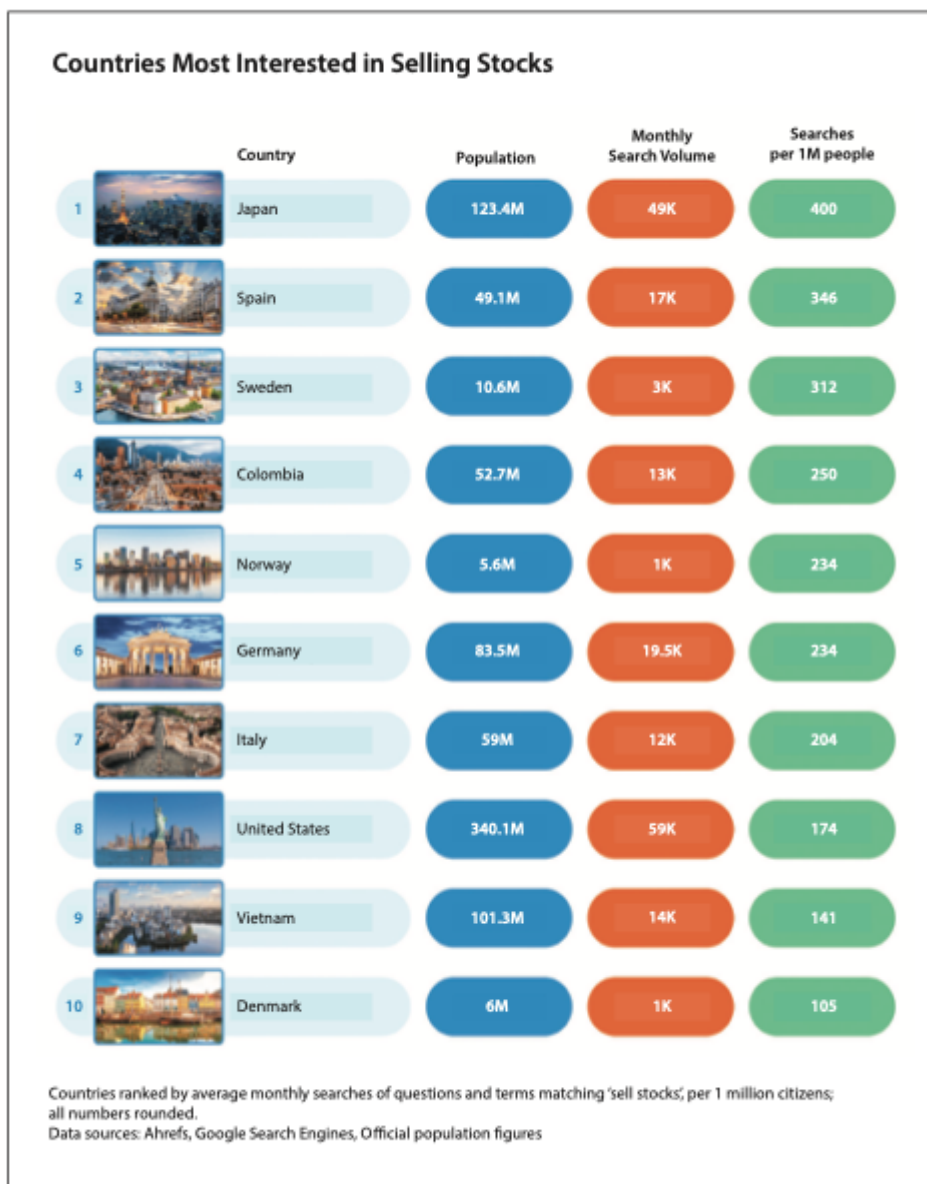 Countries Most Interested in Selling Stocks
Country Population Monthly Search Volume Searches per 1M people
1 Japan 123.4M 49K 400
2 Spain 49.1M 17K 346
3 Sweden 10.6M 3K 312
4 Colombia 52.7M 13K 250
5 Norway 5.6M 1K 234
6 Germany 83.5M 19.5K 234
7 Italy 59M 12K 204
8 United States 340.1M 59K 174
9 Vietnam 101.3M 14K 141
10 Denmark 6M 1K 105
Countries ranked by average monthly searches of questions and terms matching ‘sell stocks’, per 1 million citizens;
all numbers rounded.
Data sources: Ahrefs, Google Search Engines, Official population figures